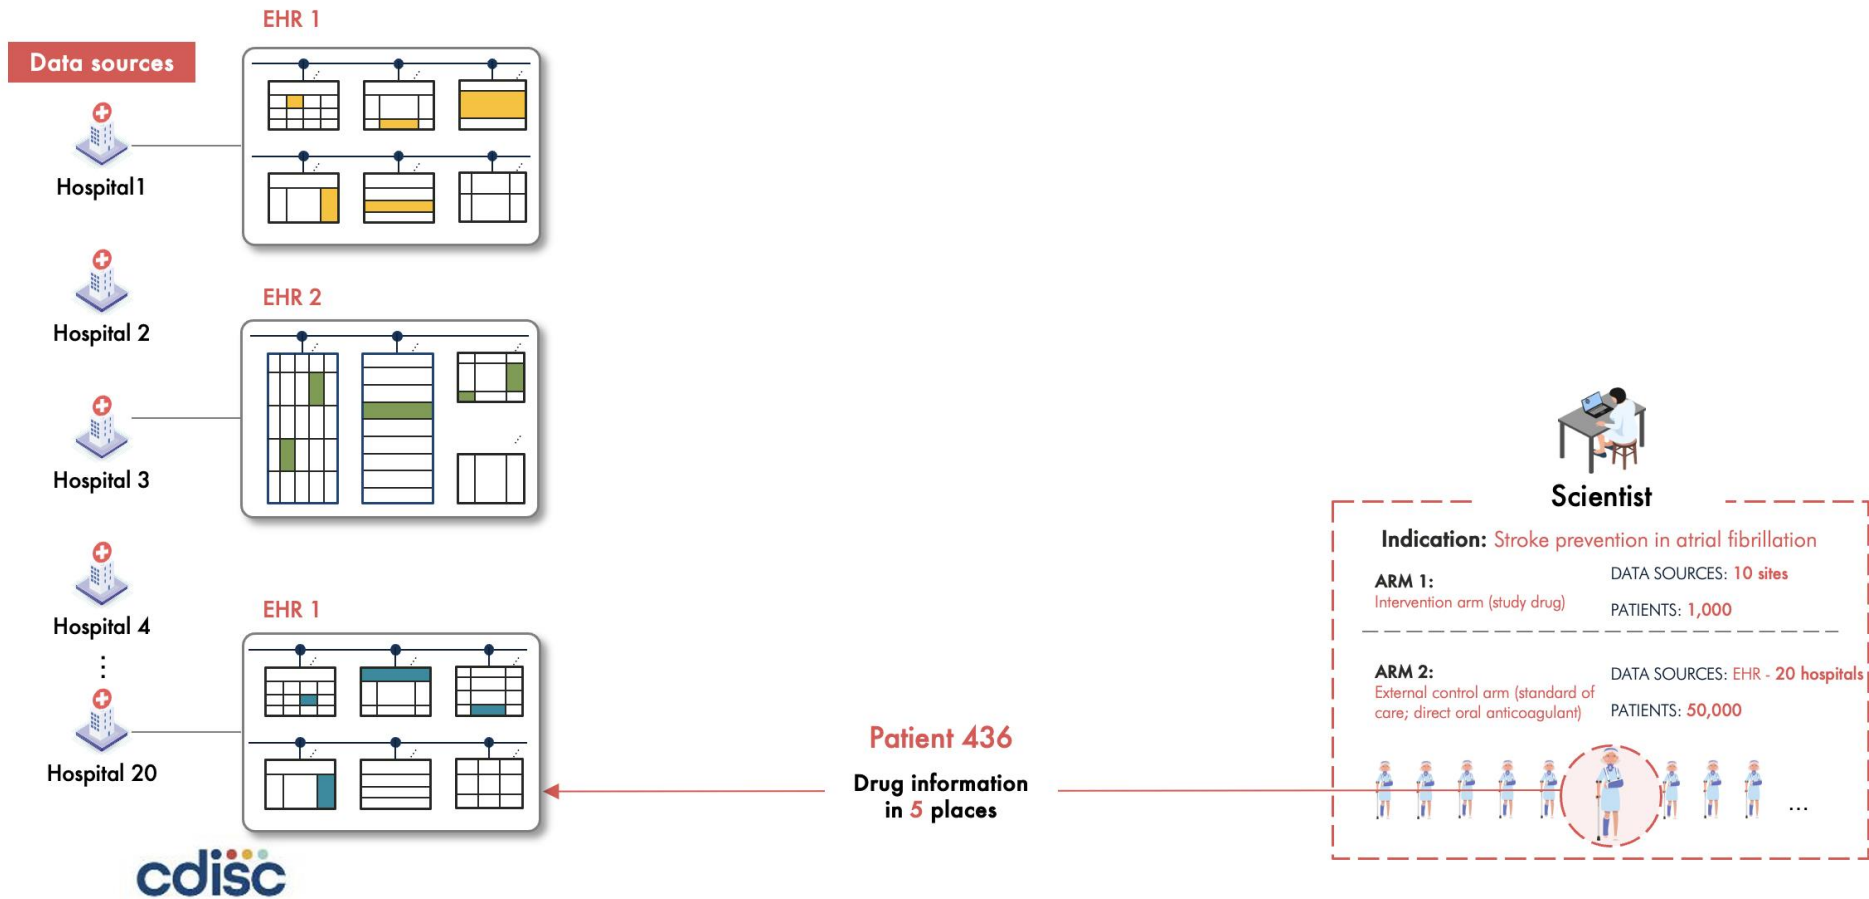 Data sources
Hospital1
Hospital 2
Hospital 3
Hospital 4
Hospital 20
EHR 1
EHR 2
EHR 1
cdisc
Patient 436
Drug information
in 5 places
Scientist
Indication: Stroke prevention in atrial fibrillation
ARM 1:
Intervention arm (study drug)
DATA SOURCES: 10 sites
PATIENTS: 1,000
ARM 2:
External control arm (standard of
care; direct oral anticoagulant)
DATA SOURCES: EHR - 20 hospitals
PATIENTS: 50,000
...